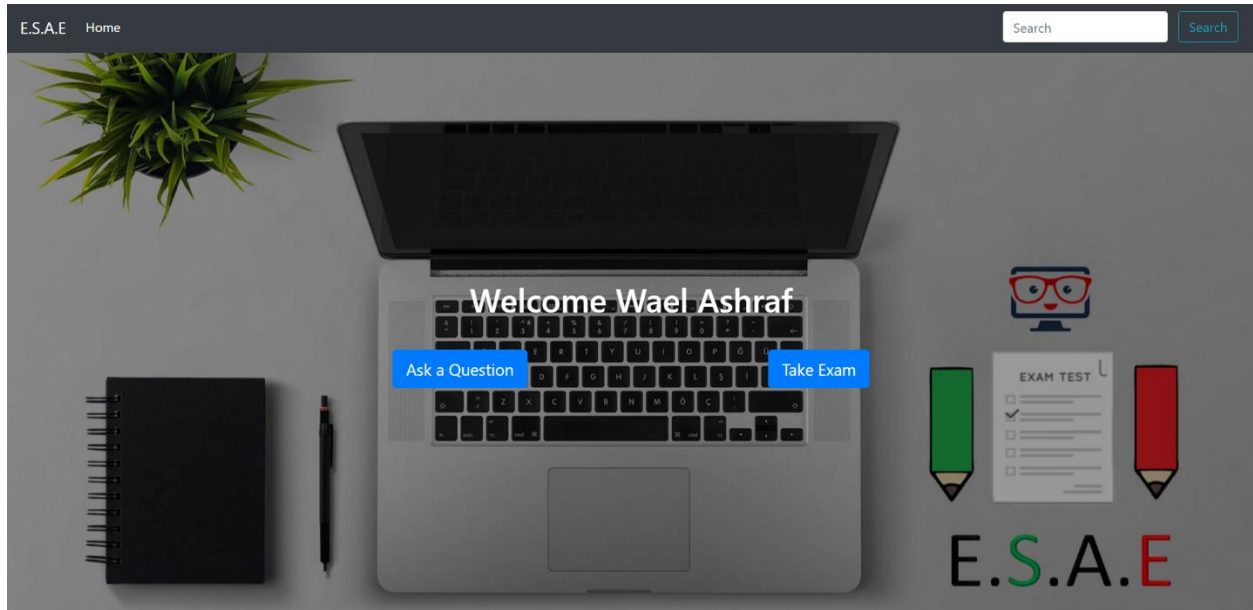 E.S.A.E Home Search Search
Welcome Wael Ashraf
Ask a Question Take Exam
EXAM TEST
E.S.A.E